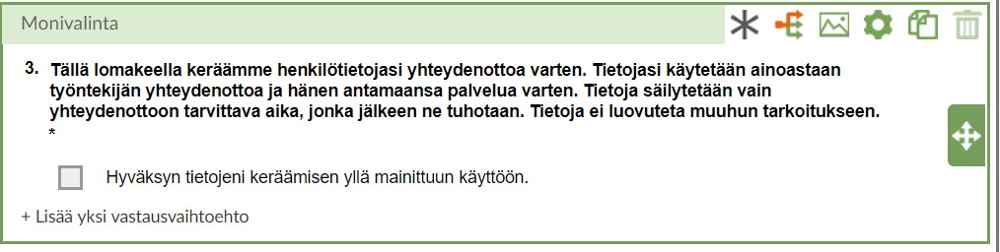 Monivalinta
3. Tällä lomakeella keräämme henkilötietojasi yhteydenottoa varten. Tietojasi käytetään ainoastaan
työntekijän yhteydenottoa ja hänen antamaansa palvelua varten. Tietoja säilytetään vain
yhteydenottoon tarvittava aika, jonka jälkeen ne tuhotaan. Tietoja ei luovuteta muuhun tarkoitukseen.
*
Hyväksyn tietojeni keräämisen yllä mainittuun käyttöön.
+ Lisää yksi vastausvaihtoehto